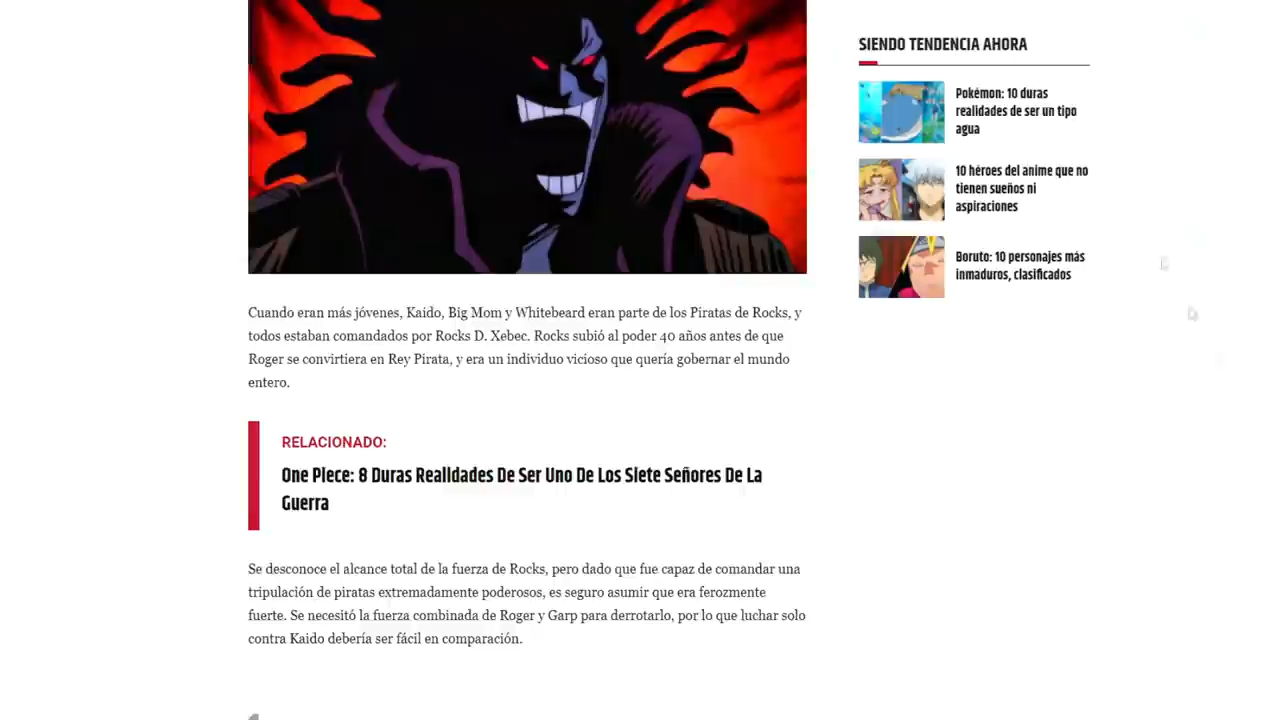 Cuando eran más jóvenes, Kaido, Big Mom y Whitebeard eran parte de los Piratas de Rocks, y
todos estaban comandados por Rocks D. Xebec. Rocks subió al poder 40 años antes de que
Roger se convirtiera en Rey Pirata, y era un individuo vicioso que quería gobernar el mundo
entero.
RELACIONADO:
One Piece: 8 Duras Realidades De Ser Uno De Los Siete Señores De La
Guerra
Se desconoce el alcance total de la fuerza de Rocks, pero dado que fue capaz de comandar una
tripulación de piratas extremadamente poderosos, es seguro asumir que era ferozmente
fuerte. Se necesitó la fuerza combinada de Roger y Garp para derrotarlo, por lo que luchar solo
contra Kaido debería ser fácil en comparación.
SIENDO TENDENCIA AHORA
Pokémon: 10 duras
realidades de ser un tipo
agua
10 héroes del anime que no
tienen sueños ni
aspiraciones
Boruto: 10 personajes más
inmaduros, clasificados